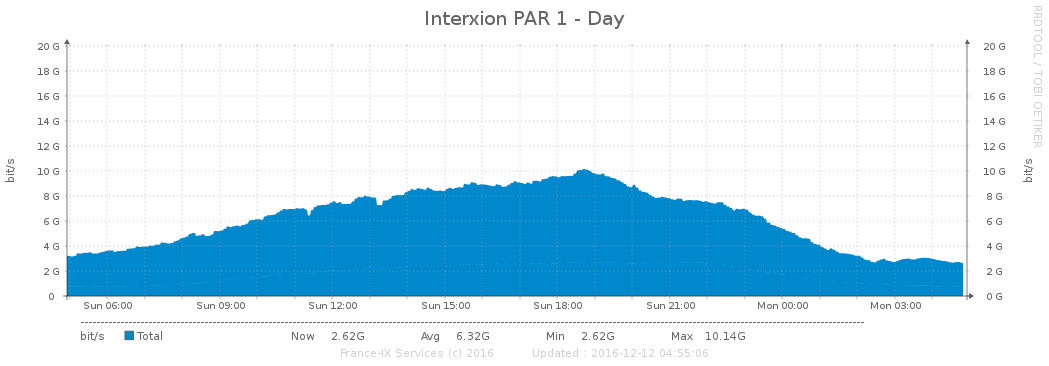 Interxion PAR 1 - Day
RRDTOOL / TOBI OETIKER
20 G 20 G
18 G 18 G
16 G 16 G
14 G 14 G
12 G 12 G
10 G 10 G
8 G 8 G
6 G 6 G
4 G 4 G
2 G 2 G
0 0 G
bit/s bit/s
Sun 06:00 Sun 09:00 Sun 12:00 Sun 15:00 Sun 18:00 Sun 21:00 Mon 00:00 Mon 03:00
bit/s Total Now 2.62G Avg 6.32G Min 2.62G Max 10.14G
France-IX Services (c) 2016 Updated : 2016-12-12 04:55:06